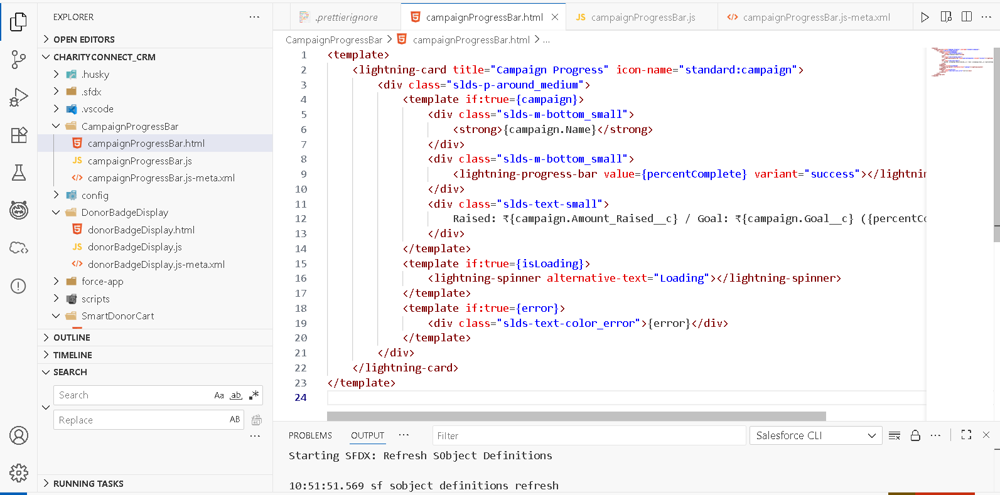 EXPLORER
OPEN EDITORS
CHARITYCONNECT_CRM
.husky
.sfdx
.vscode
CampaignProgressBar
campaignProgressBar.html
JS campaignProgressBar.js
campaignProgressBar.js-meta.xml
config
DonorBadgeDisplay
donorBadgeDisplay.html
JS donorBadgeDisplay.js
donorBadgeDisplay.js-meta.xml
force-app
scripts
SmartDonorCart
OUTLINE
TIMELINE
SEARCH
Search Aa ab
Replace AB
...
RUNNING TASKS
.prettierignore
campaignProgressBar.html
JS campaignProgressBar.js
campaignProgressBar.js-meta.xml
CampaignProgressBar > campaignProgressBar.html > ...
1 <template>
2 <lightning-card title="Campaign Progress" icon-name="standard:campaign">
3 <div class="slds-p-around_medium">
4 <template if:true={campaign}>
5 <div class="slds-m-bottom_small">
6 <strong>{campaign.Name}</strong>
7 </div>
8 <div class="slds-m-bottom_small">
9 <lightning-progress-bar value={percentComplete} variant="success"></lightnin
10 </div>
11 <div class="slds-text-small">
12 Raised: ₹{campaign.Amount_Raised__c} / Goal: ₹{campaign.Goal__c} ({percentCo
13 </div>
14 </template>
15 <template if:true={isLoading}>
16 <lightning-spinner alternative-text="Loading"></lightning-spinner>
17 </template>
18 <template if:true={error}>
19 <div class="slds-text-color_error">{error}</div>
20 </template>
21 </div>
22 </lightning-card>
23 </template>
24
PROBLEMS OUTPUT ... Filter Salesforce CLI
Starting SFDX: Refresh SObject Definitions
10:51:51.569 sf sobject definitions refresh